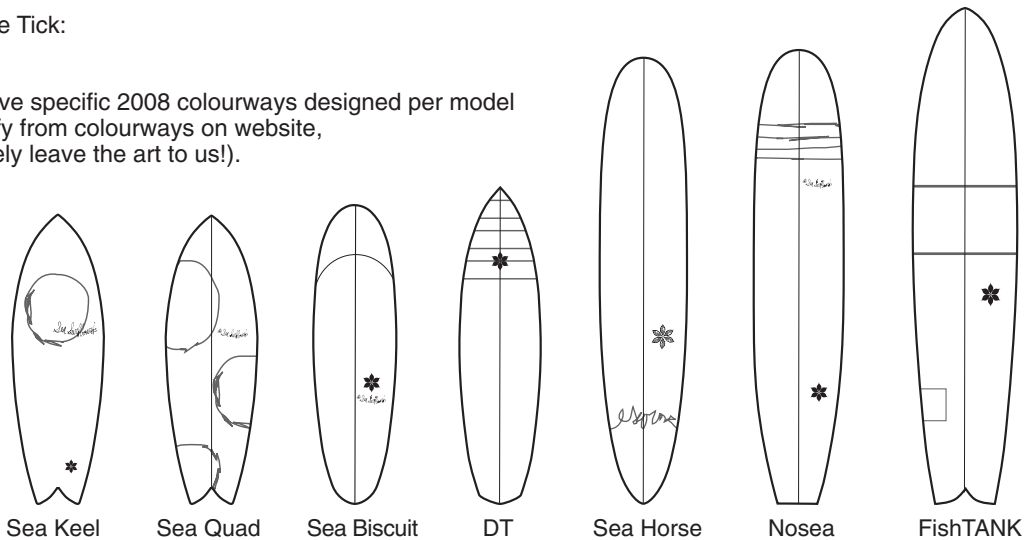 e Tick:
ve specific 2008 colourways designed per model
fy from colourways on website,
ely leave the art to us!).
Sea Keel
Sea Quad
Sea Biscuit
DT
Sea Horse
Nosea
FishTANK